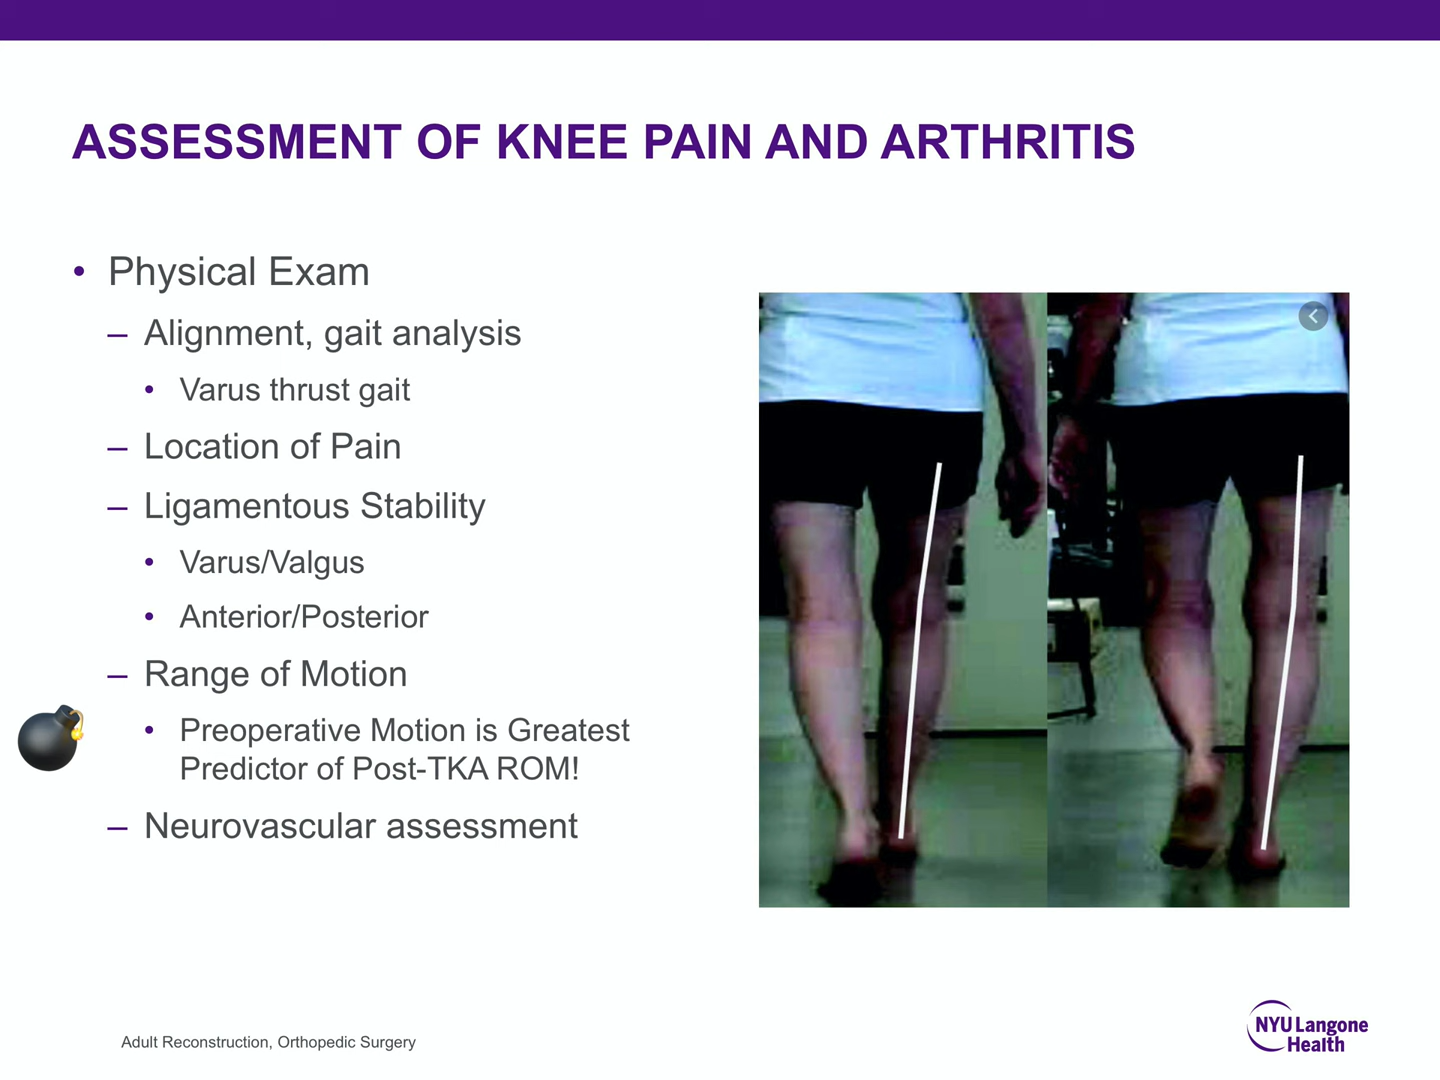 ASSESSMENT OF KNEE PAIN AND ARTHRITIS
• Physical Exam
– Alignment, gait analysis
• Varus thrust gait
– Location of Pain
– Ligamentous Stability
• Varus/Valgus
• Anterior/Posterior
– Range of Motion
• Preoperative Motion is Greatest
Predictor of Post-TKA ROM!
– Neurovascular assessment
Adult Reconstruction, Orthopedic Surgery
NYU Langone
Health